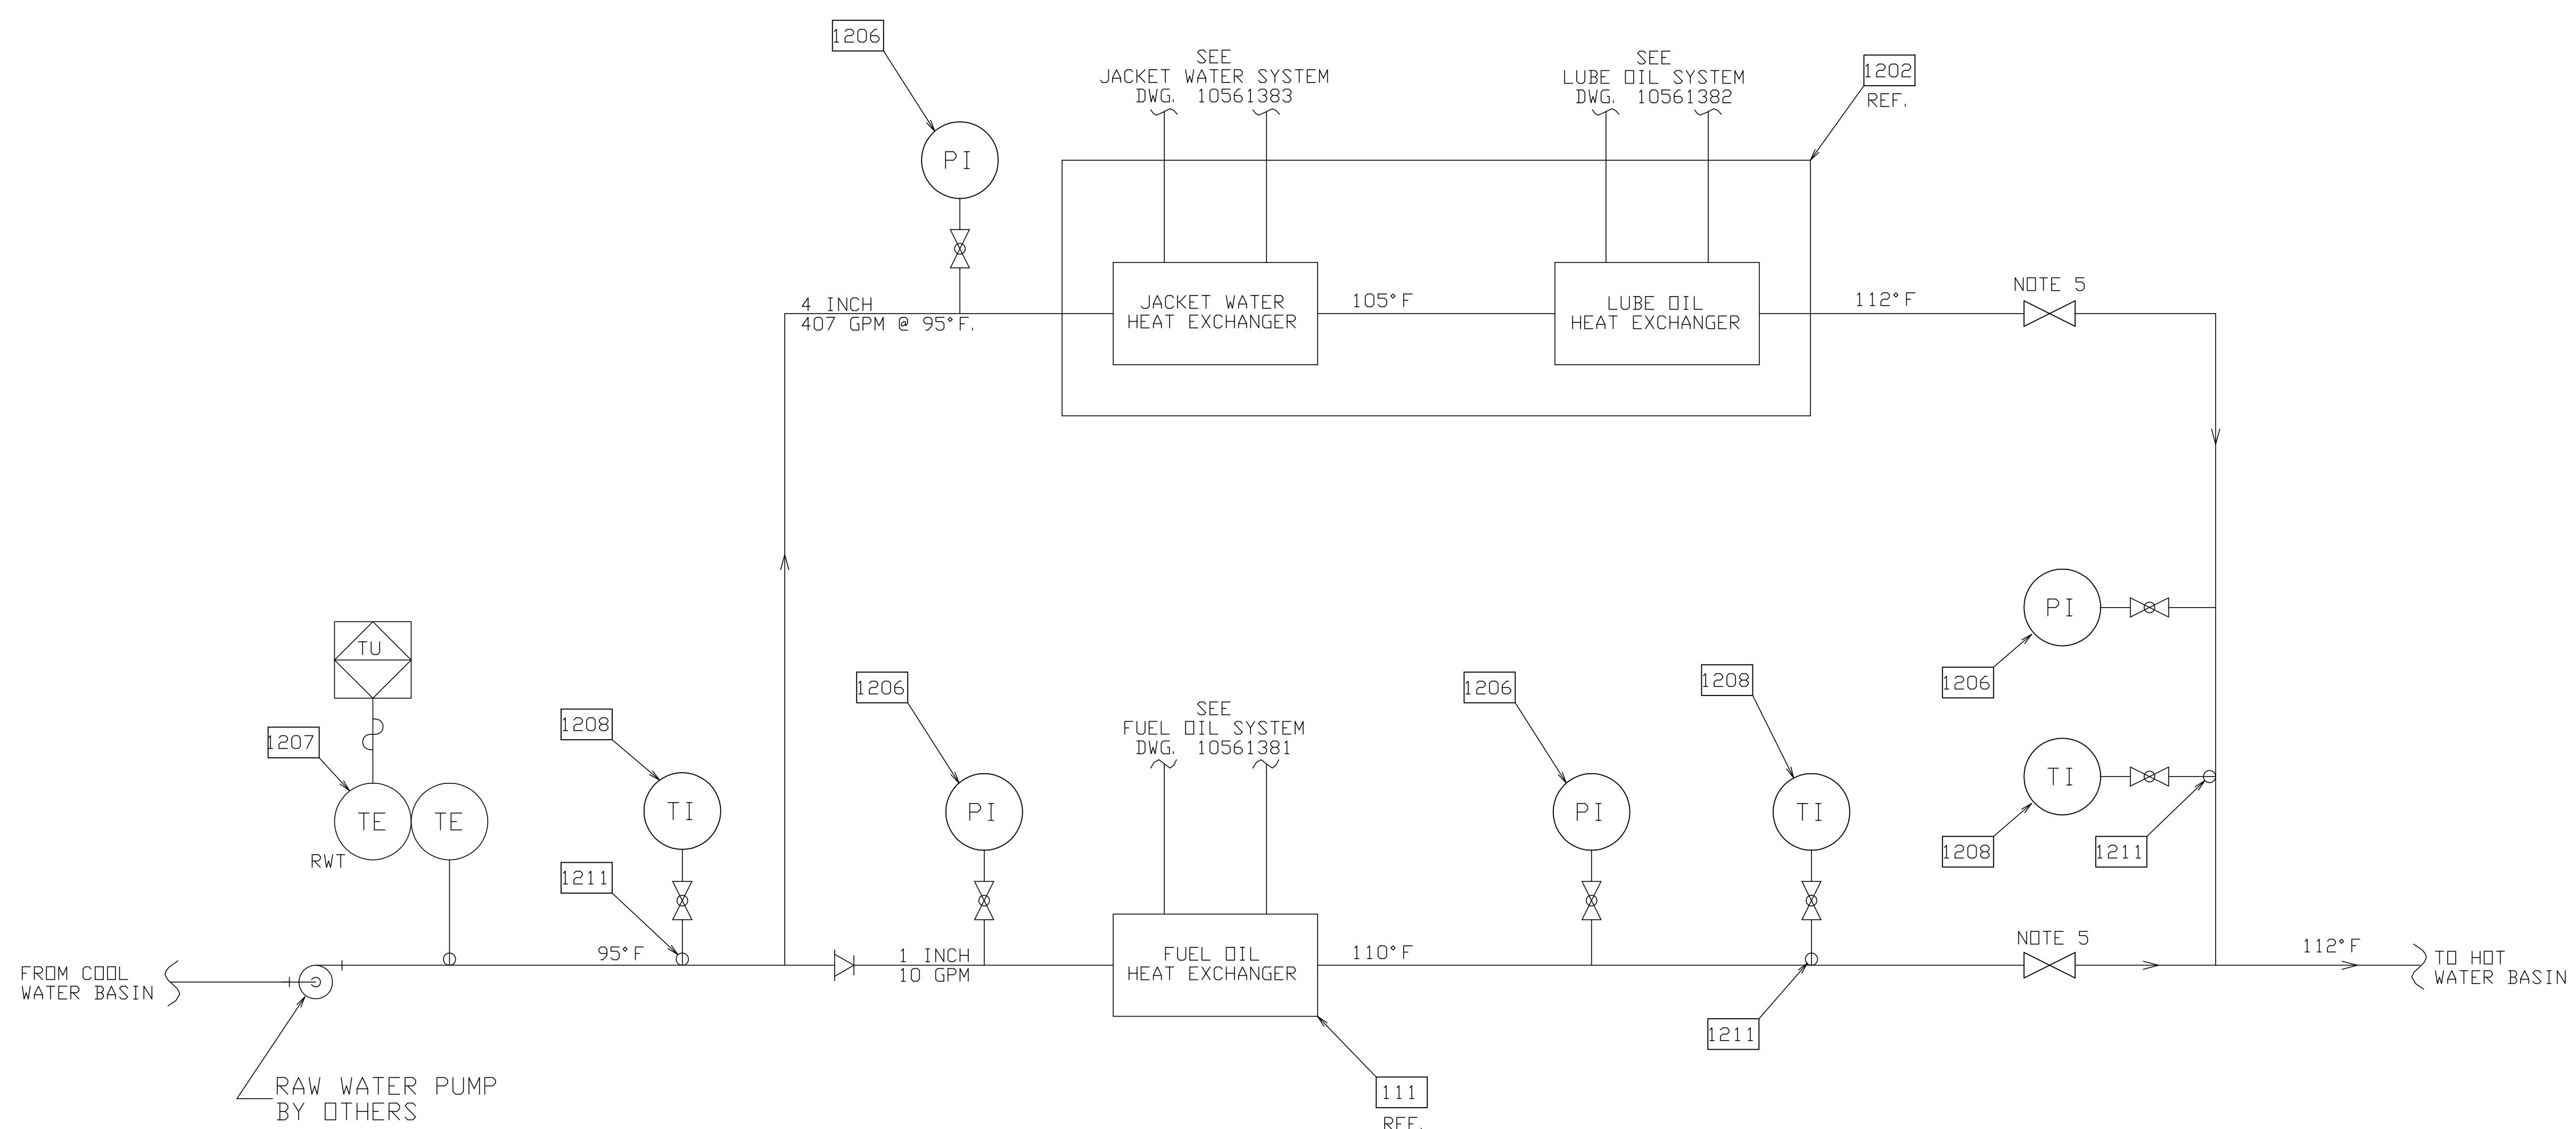 1206
SEE
JACKET WATER SYSTEM
DWG. 10561383
SEE
LUBE OIL SYSTEM
DWG. 10561382
1202
REF.
PI
4 INCH
407 GPM @ 95°F.
JACKET WATER
HEAT EXCHANGER
105°F
LUBE OIL
HEAT EXCHANGER
112°F
NOTE 5
PI
1206
TU
1207
TE
TE
RWT
1208
TI
1211
1206
PI
SEE
FUEL OIL SYSTEM
DWG. 10561381
1206
PI
1208
TI
TI
1208
1211
FROM COOL
WATER BASIN
95°F
1 INCH
10 GPM
FUEL OIL
HEAT EXCHANGER
110°F
NOTE 5
112°F
TO HOT
WATER BASIN
1211
RAW WATER PUMP
BY OTHERS
111
REF.